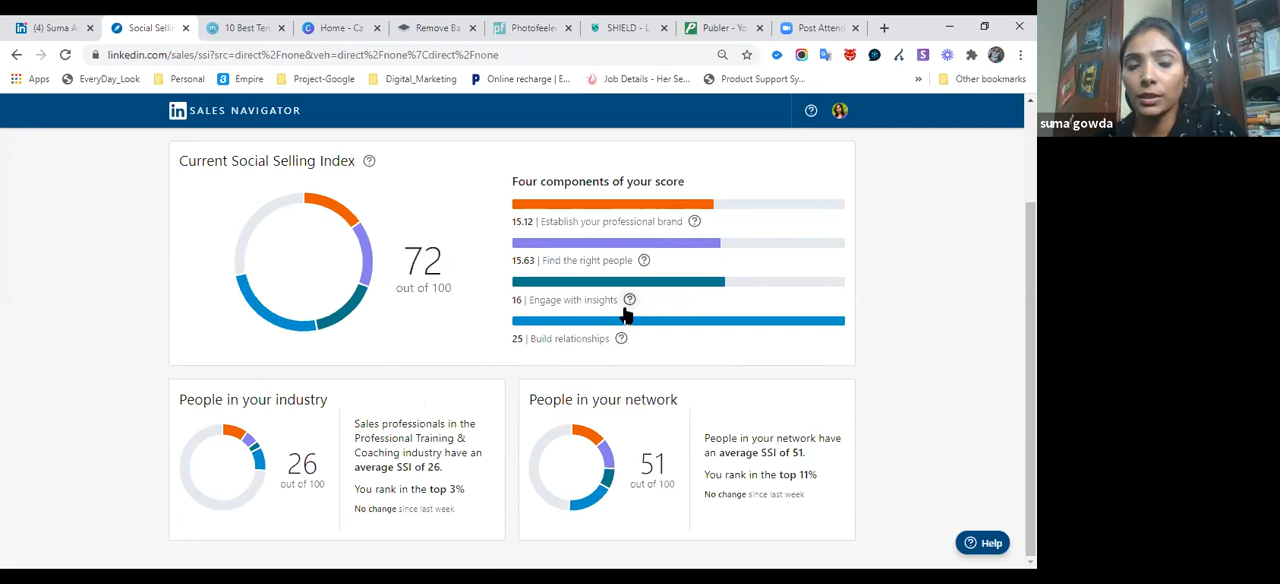 (4) Suma A
Social Selli
10 Best Ten
Home - Ca
Remove Ba
Photofeele
SHIELD - L
Publer - Yo
Post Atten
linkedin.com/sales/ssi?src=direct%2Fnone&veh=direct%2Fnone%7Cdirect%2Fnone
Apps
EveryDay_Look
Personal
Empire
Project-Google
Digital_Marketing
Online recharge | E...
Job Details - Her Se...
Product Support Sy...
»
Other bookmarks
suma gowda
in SALES NAVIGATOR
Current Social Selling Index
72
out of 100
Four components of your score
15.12 | Establish your professional brand
15.63 | Find the right people
16 | Engage with insights
25 | Build relationships
People in your industry
26
out of 100
Sales professionals in the
Professional Training &
Coaching industry have an
average SSI of 26.
You rank in the top 3%
No change since last week
People in your network
51
out of 100
People in your network have
an average SSI of 51.
You rank in the top 11%
No change since last week
Help